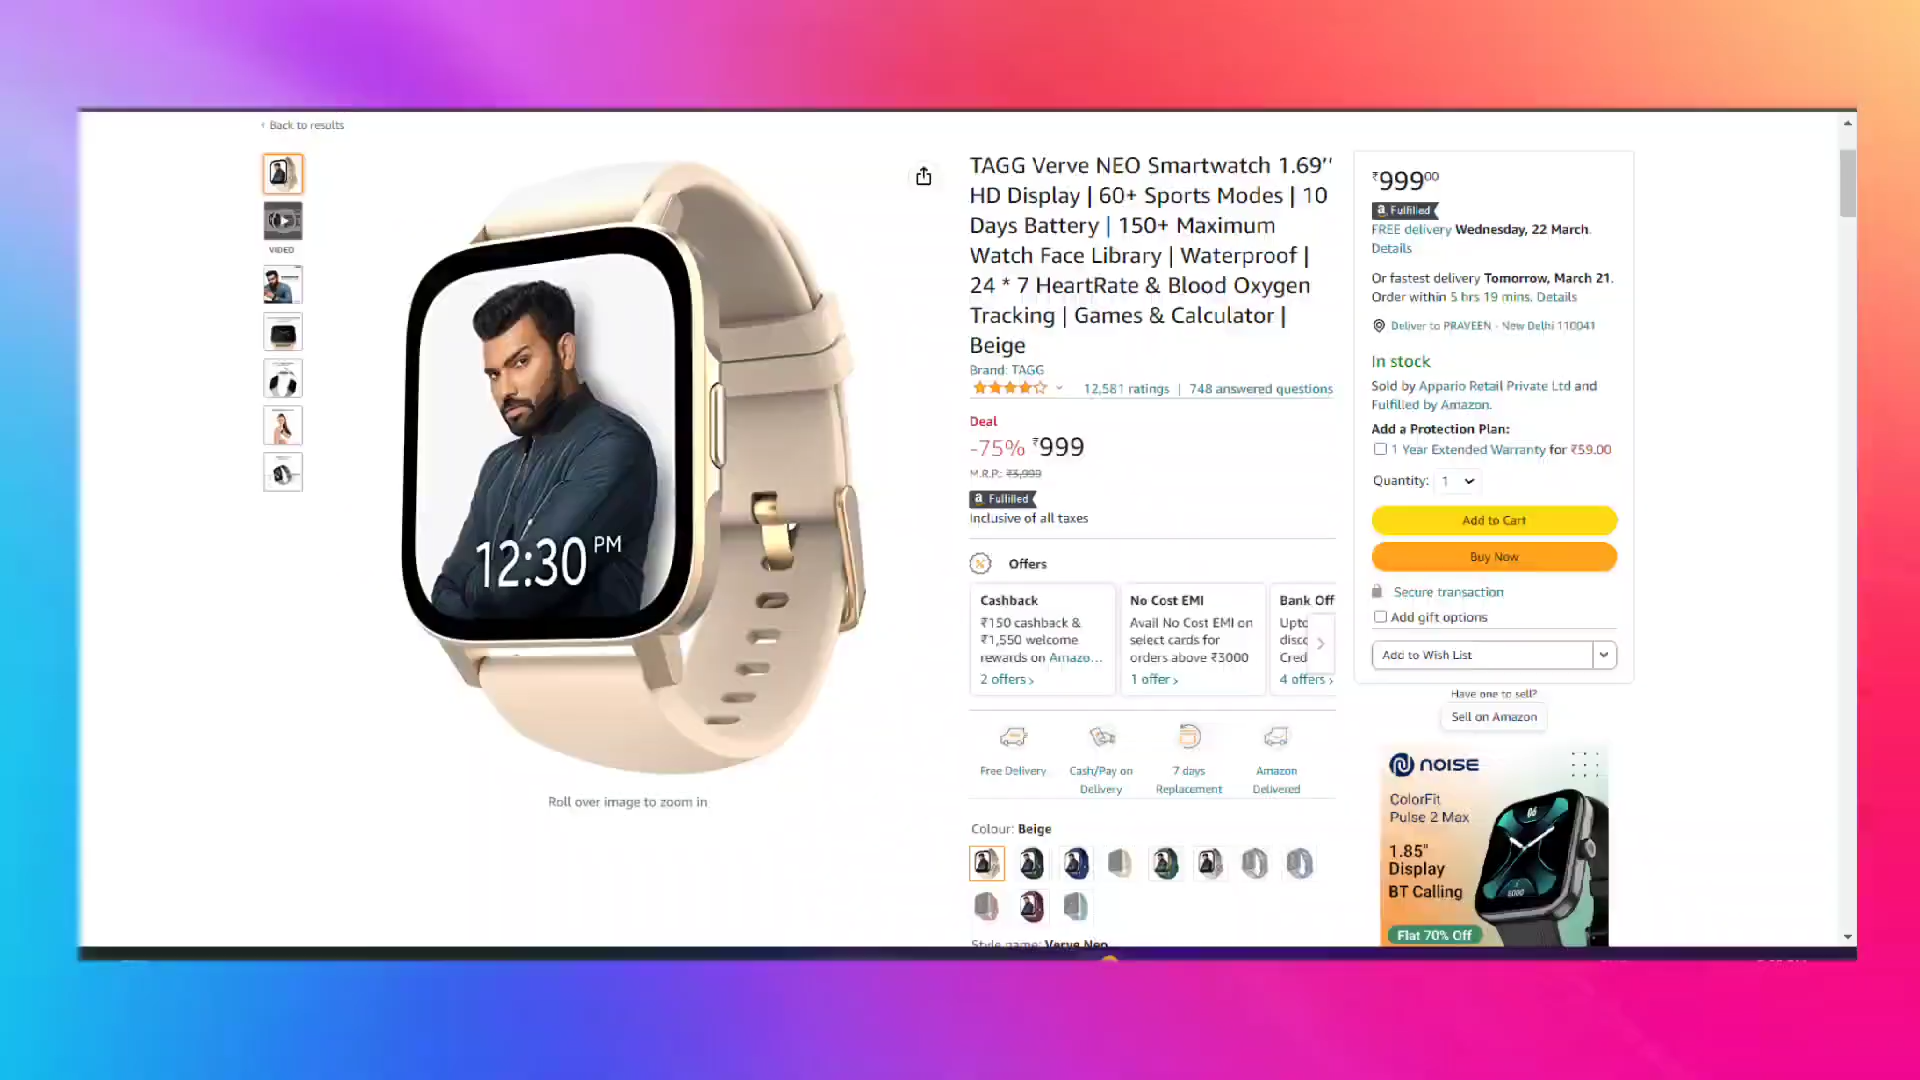 ‹ Back to results
VIDEO
12:30 PM
Roll over image to zoom in
TAGG Verve NEO Smartwatch 1.69''
HD Display | 60+ Sports Modes | 10
Days Battery | 150+ Maximum
Watch Face Library | Waterproof |
24 * 7 HeartRate & Blood Oxygen
Tracking | Games & Calculator |
Beige
Brand: TAGG
12,581 ratings | 748 answered questions
Deal
-75% ₹999
M.R.P.: ₹3,999
a Fulfilled
Inclusive of all taxes
Offers
Cashback
₹150 cashback &
₹1,550 welcome
rewards on Amazo...
2 offers ›
No Cost EMI
Avail No Cost EMI on
select cards for
orders above ₹3000
1 offer ›
Bank Off
Upto
disc
Cred
4 offers ›
Free Delivery
Cash/Pay on
Delivery
7 days
Replacement
Amazon
Delivered
Colour: Beige
Style name: Verve Neo
₹99900
a Fulfilled
FREE delivery Wednesday, 22 March.
Details
Or fastest delivery Tomorrow, March 21.
Order within 5 hrs 19 mins. Details
Deliver to PRAVEEN - New Delhi 110041
In stock
Sold by Appario Retail Private Ltd and
Fulfilled by Amazon.
Add a Protection Plan:
1 Year Extended Warranty for ₹59.00
Quantity: 1
Add to Cart
Buy Now
Secure transaction
Add gift options
Add to Wish List
Have one to sell?
Sell on Amazon
NOISE
ColorFit
Pulse 2 Max
1.85"
Display
BT Calling
Flat 70% Off